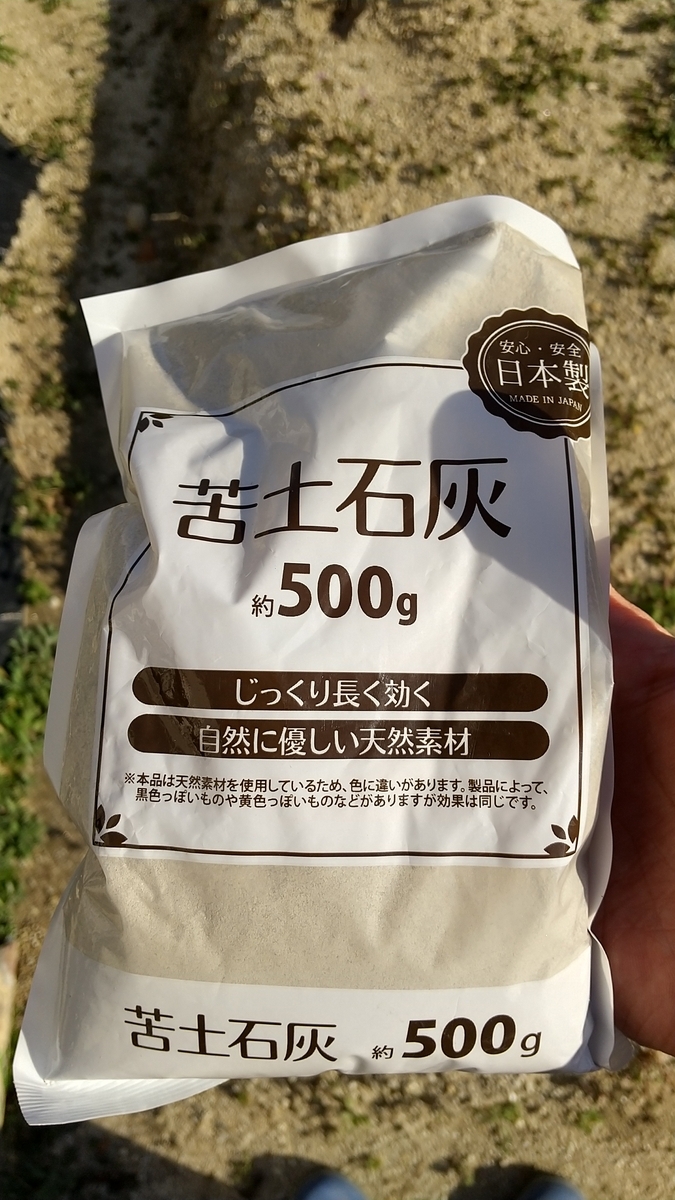 安心・安全
日本製
MADE IN JAPAN
苦土石灰
約500g
じっくり長く効く
自然に優しい天然素材
※本品は天然素材を使用しているため、色に違いがあります。製品によって、
黒色っぽいものや黄色っぽいものなどがありますが効果は同じです。
苦土石灰 約500g